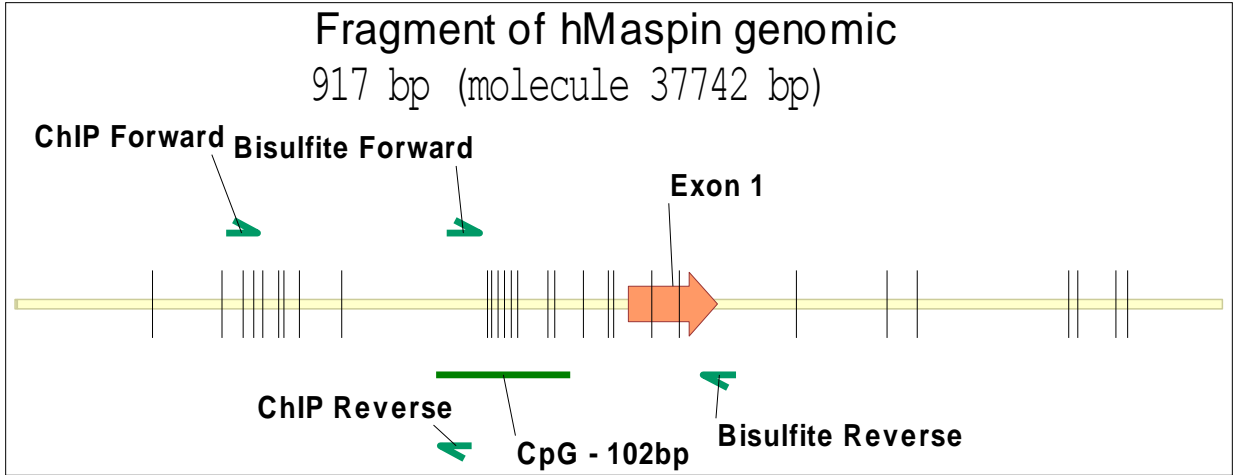 Fragment of hMaspin genomic
917 bp (molecule 37742 bp)
ChIP Forward
Bisulfite Forward
Exon 1
ChIP Reverse
CpG - 102bp
Bisulfite Reverse